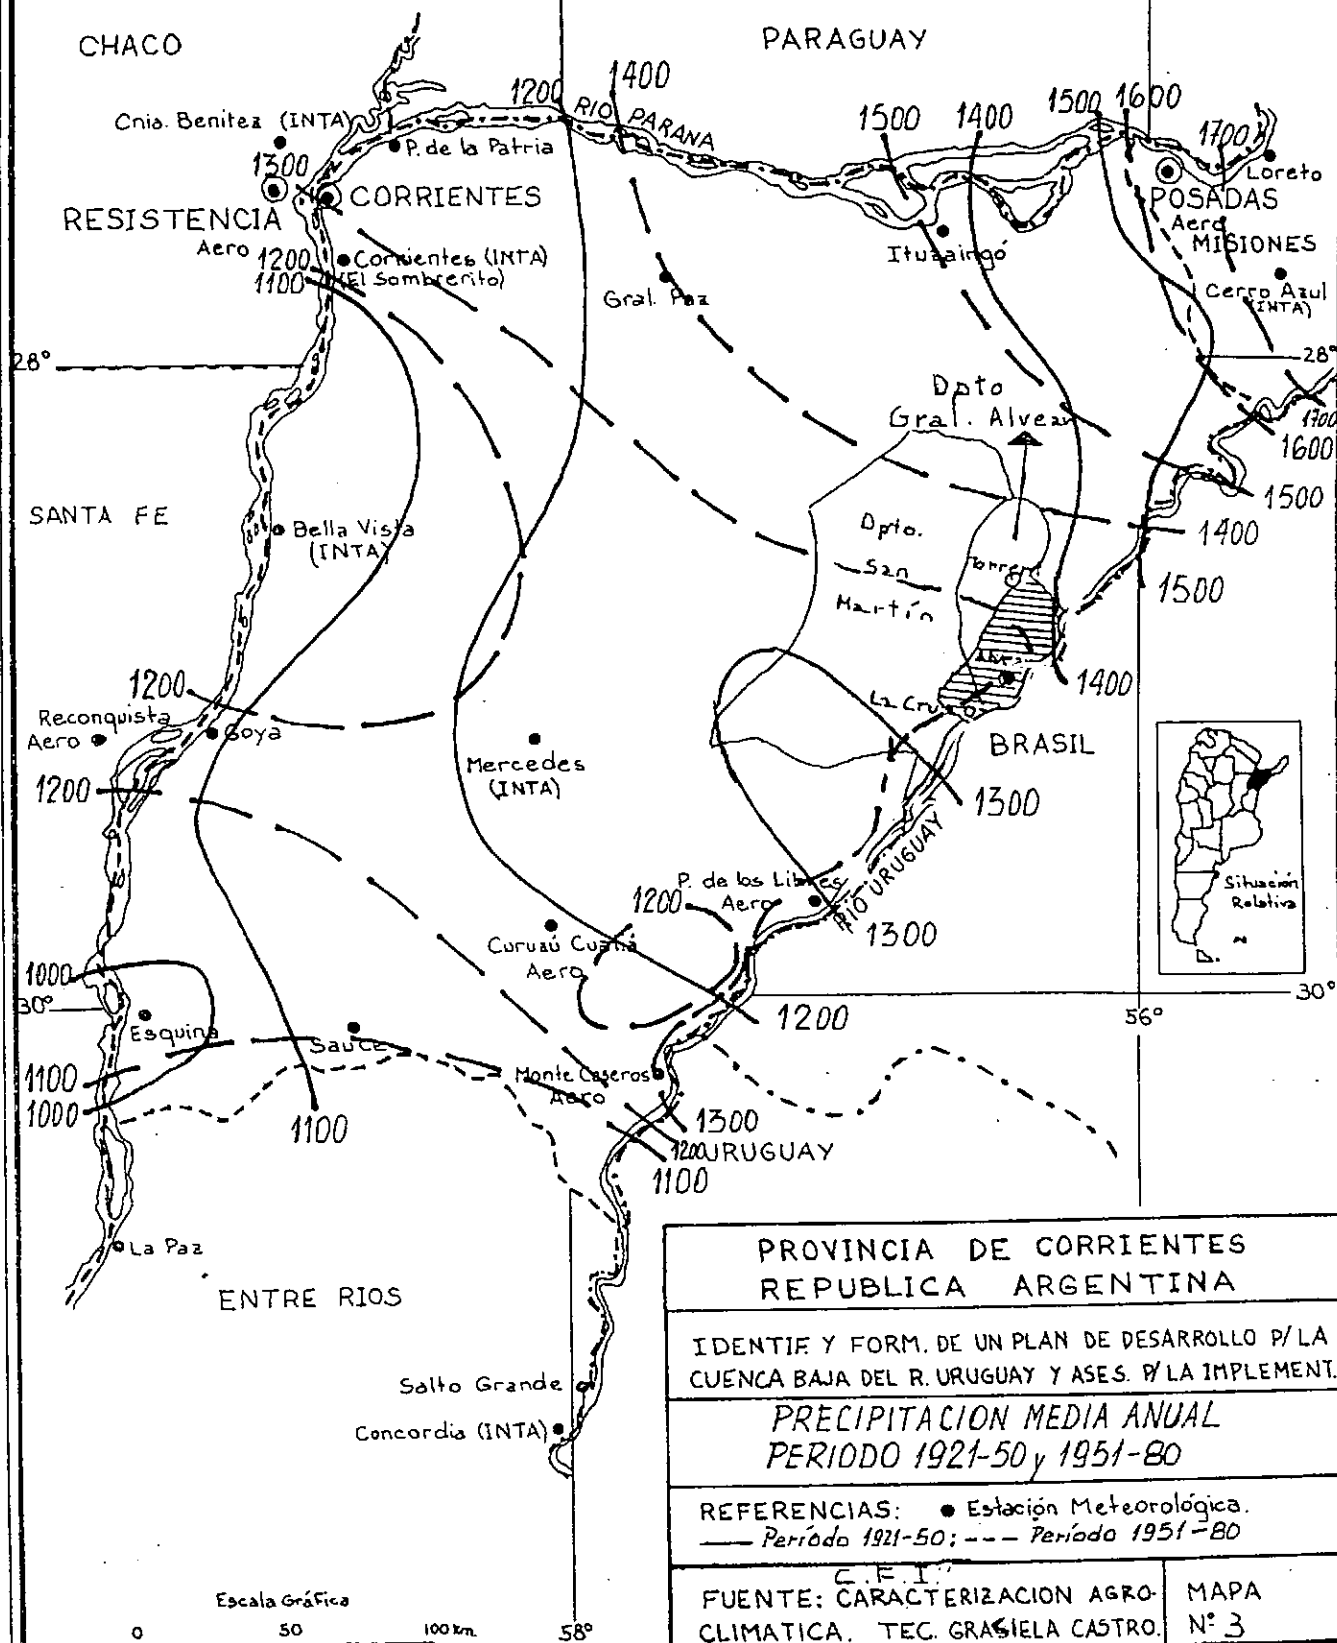 CHACO
PARAGUAY
1200
1400
RIO PARANA
1500
1400
1500
1600
1700
Cnia. Benitez (INTA)
P. de la Patria
1300
CORRIENTES
RESISTENCIA
Aero
Loreto
POSADAS
Aero
MISIONES
Ituzaingó
1200
Corrientes (INTA)
(El Sombrerito)
1100
Gral. Paz
Cerro Azul
(INTA)
28°
28°
Dpto
Gral. Alvear
1700
1600
1500
1400
1500
SANTA FE
Bella Vista
(INTA)
Dpto.
San
Martín
1400
1200
La Cruz
BRASIL
Reconquista
Aero
Goya
1200
Mercedes
(INTA)
1300
RIO URUGUAY
Situación
Relativa
P. de los Libres
Aero
1200
1300
Curuzú Cuatiá
Aero
1000
30°
30°
Esquina
Sauce
1200
56°
1100
1000
1100
Monte Caseros
Aero
1300
1200
URUGUAY
1100
La Paz
ENTRE RIOS
Salto Grande
Concordia (INTA)
PROVINCIA DE CORRIENTES
REPUBLICA ARGENTINA
IDENTIF. Y FORM. DE UN PLAN DE DESARROLLO P/LA
CUENCA BAJA DEL R. URUGUAY Y ASES. P/LA IMPLEMENT.
PRECIPITACION MEDIA ANUAL
PERIODO 1921-50 y 1951-80
REFERENCIAS: ● Estación Meteorológica.
—— Período 1921-50; --- Período 1951-80
C.F.I.
FUENTE: CARACTERIZACION AGRO-
CLIMATICA. TEC. GRASIELA CASTRO.
MAPA
N° 3
Escala Gráfica
0 50 100 km
58°